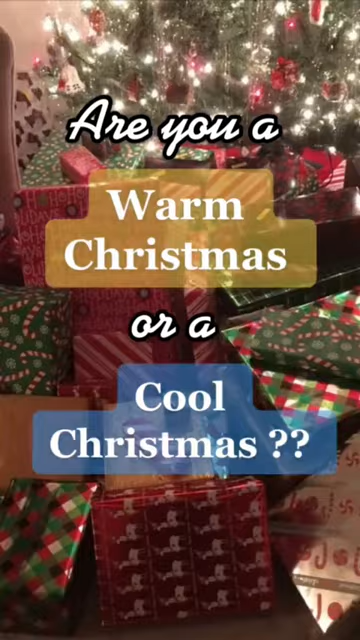 Are you a
Warm
Christmas
or a
Cool
Christmas ??